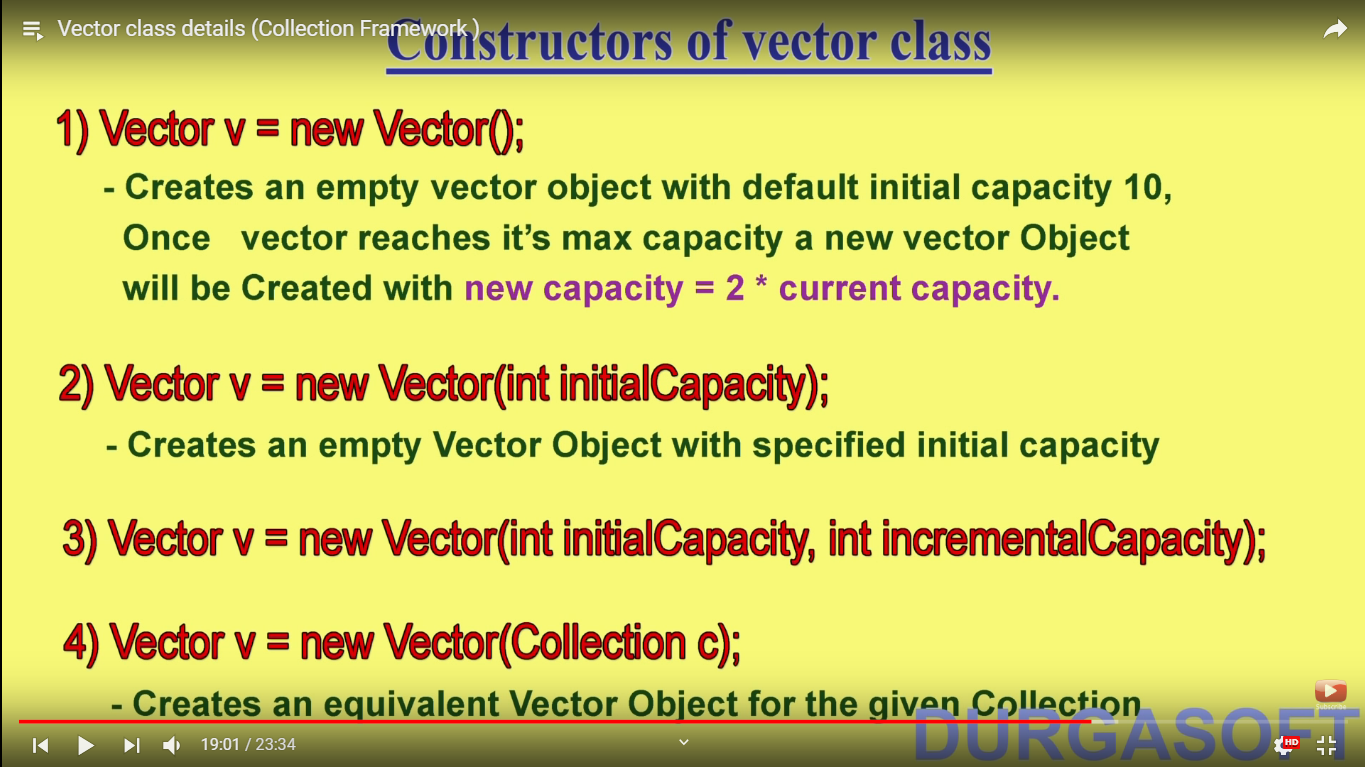 Vector class details (Collection Framework )
Constructors of vector class
1) Vector v = new Vector();
- Creates an empty vector object with default initial capacity 10,
Once vector reaches it’s max capacity a new vector Object
will be Created with new capacity = 2 * current capacity.
2) Vector v = new Vector(int initialCapacity);
- Creates an empty Vector Object with specified initial capacity
3) Vector v = new Vector(int initialCapacity, int incrementalCapacity);
4) Vector v = new Vector(Collection c);
- Creates an equivalent Vector Object for the given Collection
Subscribe
DURGASOFT
19:01 / 23:34
HD